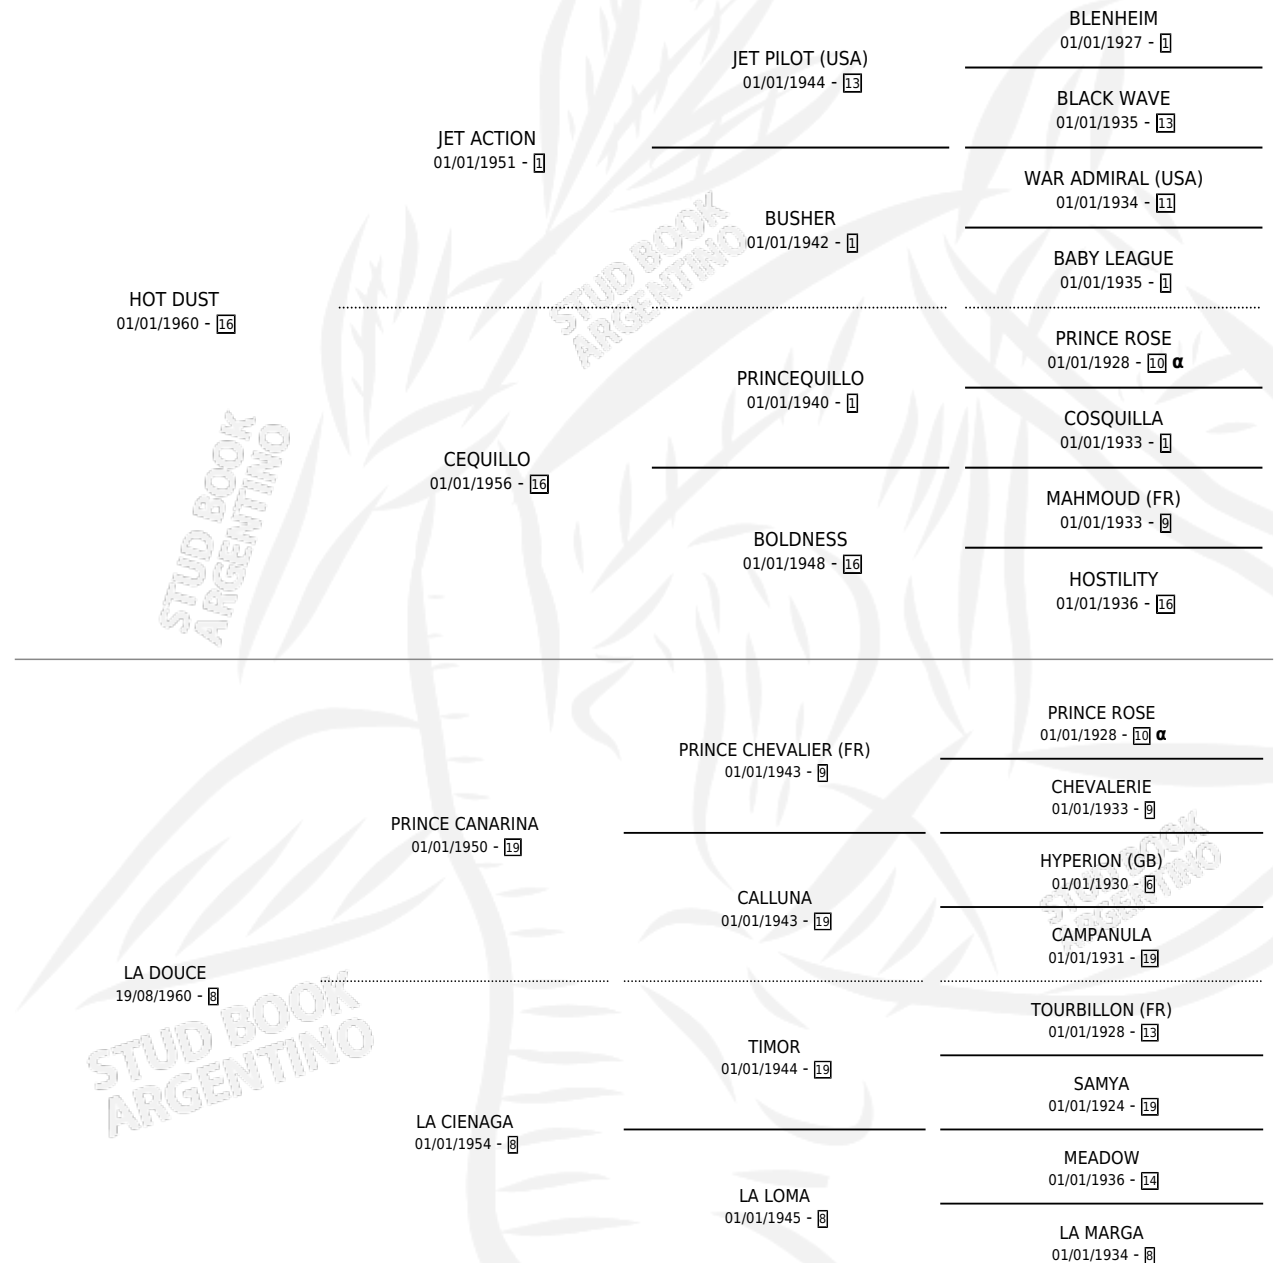 BLENHEIM
01/01/1927 - 1
JET PILOT (USA)
01/01/1944 - 13
BLACK WAVE
01/01/1935 - 13
JET ACTION
01/01/1951 - 1
WAR ADMIRAL (USA)
01/01/1934 - 11
BUSHER
01/01/1942 - 1
BABY LEAGUE
01/01/1935 - 1
HOT DUST
01/01/1960 - 16
PRINCE ROSE
01/01/1928 - 10 α
PRINCEQUILLO
01/01/1940 - 1
COSQUILLA
01/01/1933 - 1
CEQUILLO
01/01/1956 - 16
MAHMOUD (FR)
01/01/1933 - 9
BOLDNESS
01/01/1948 - 16
HOSTILITY
01/01/1936 - 16
PRINCE ROSE
01/01/1928 - 10 α
PRINCE CHEVALIER (FR)
01/01/1943 - 9
CHEVALERIE
01/01/1933 - 9
PRINCE CANARINA
01/01/1950 - 19
HYPERION (GB)
01/01/1930 - 6
CALLUNA
01/01/1943 - 19
CAMPANULA
01/01/1931 - 19
LA DOUCE
19/08/1960 - 8
TOURBILLON (FR)
01/01/1928 - 13
TIMOR
01/01/1944 - 19
SAMYA
01/01/1924 - 19
LA CIENAGA
01/01/1954 - 8
MEADOW
01/01/1936 - 14
LA LOMA
01/01/1945 - 8
LA MARGA
01/01/1934 - 8
STUD BOOK
ARGENTINO
STUD BOOK
ARGENTINO
STUD BOOK
ARGENTINO
STUD BOOK
ARGENTINO